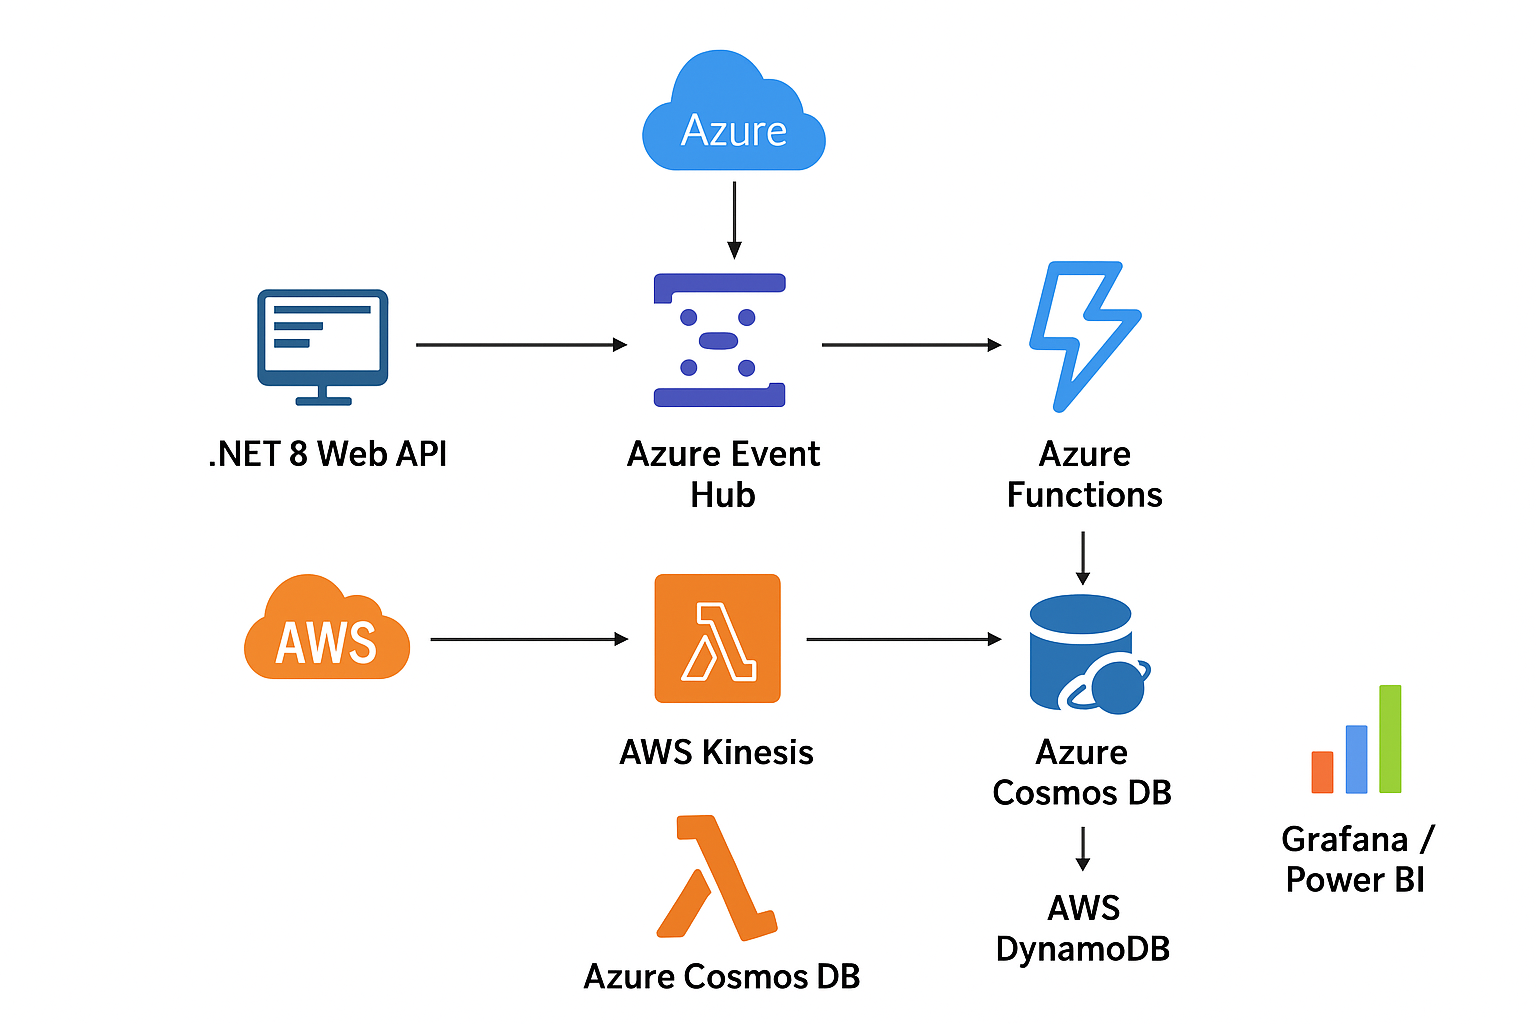 Azure
.NET 8 Web API
Azure Event
Hub
Azure
Functions
AWS
AWS Kinesis
Azure
Cosmos DB
Grafana /
Power BI
AWS
DynamoDB
Azure Cosmos DB